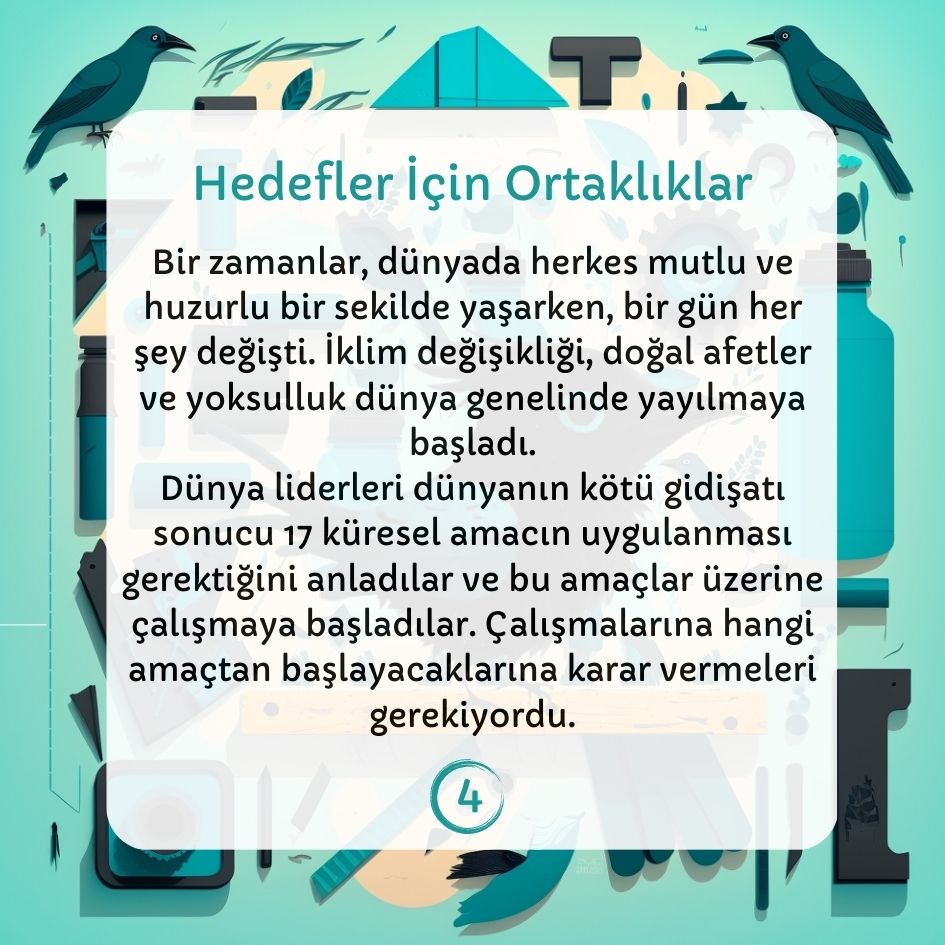 Hedefler İçin Ortaklıklar
Bir zamanlar, dünyada herkes mutlu ve
huzurlu bir sekilde yaşarken, bir gün her
şey değişti. İklim değişikliği, doğal afetler
ve yoksulluk dünya genelinde yayılmaya
başladı.
Dünya liderleri dünyanın kötü gidişatı
sonucu 17 küresel amacın uygulanması
gerektiğini anladılar ve bu amaçlar üzerine
çalışmaya başladılar. Çalışmalarına hangi
amaçtan başlayacaklarına karar vermeleri
gerekiyordu.
4